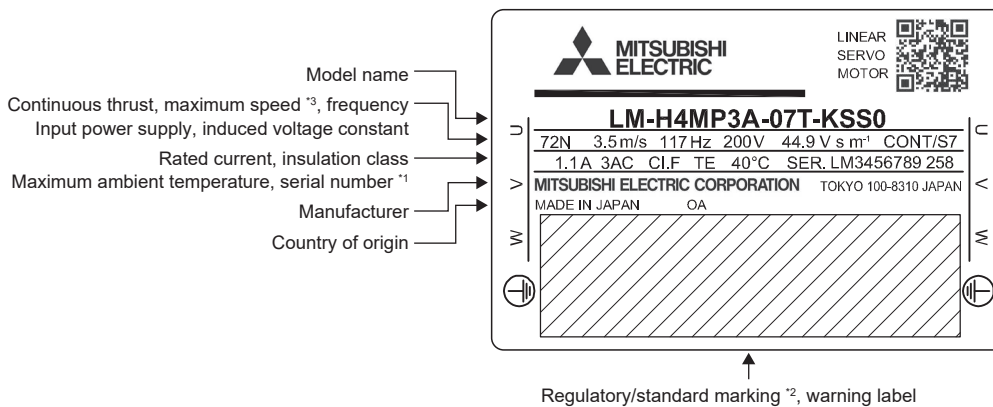 MITSUBISHI
ELECTRIC
LINEAR
SERVO
MOTOR
Model name
Continuous thrust, maximum speed *3, frequency
Input power supply, induced voltage constant
Rated current, insulation class
Maximum ambient temperature, serial number *1
Manufacturer
Country of origin
U V W
LM-H4MP3A-07T-KSS0
72N 3.5m/s 117Hz 200V 44.9 V s m-1 CONT/S7
1.1A 3AC CI.F TE 40°C SER. LM3456789 258
MITSUBISHI ELECTRIC CORPORATION TOKYO 100-8310 JAPAN
MADE IN JAPAN OA
U V W
Regulatory/standard marking *2, warning label